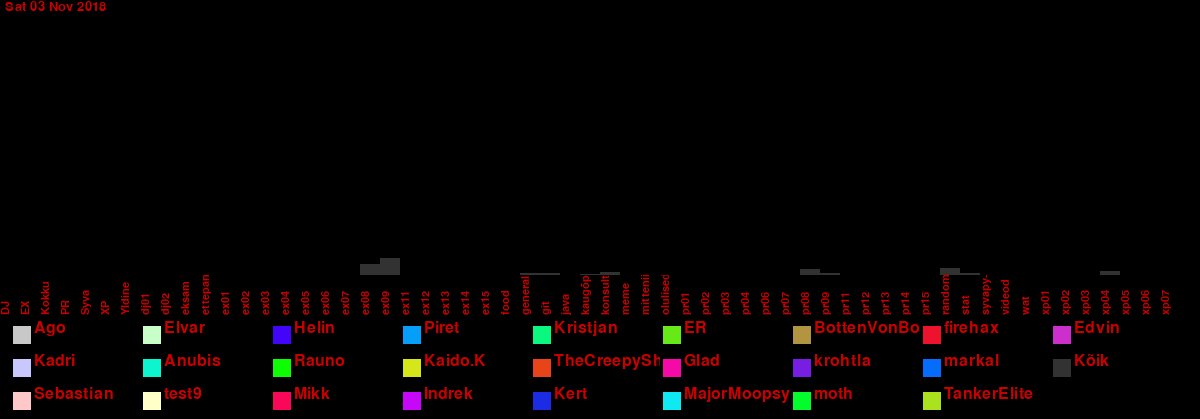 Sat 03 Nov 2018
DJ EX Kokku PR Syva XP Yldine dj01 dj02 eksam ettepan ex01 ex02 ex03 ex04 ex05 ex06 ex07 ex08 ex09 ex11 ex12 ex13 ex14 ex15 food general git java kaugõp konsult meme mittenii olulised pr01 pr02 pr03 pr04 pr06 pr07 pr08 pr09 pr11 pr12 pr13 pr14 pr15 random stat syvapy- videod wat xp01 xp02 xp03 xp04 xp05 xp06 xp07
Ago Elvar Helin Piret Kristjan ER BottenVonBo firehax Edvin
Kadri Anubis Rauno Kaido.K TheCreepySh Glad krohtla markal Kõik
Sebastian test9 Mikk Indrek Kert MajorMoopsy moth TankerElite